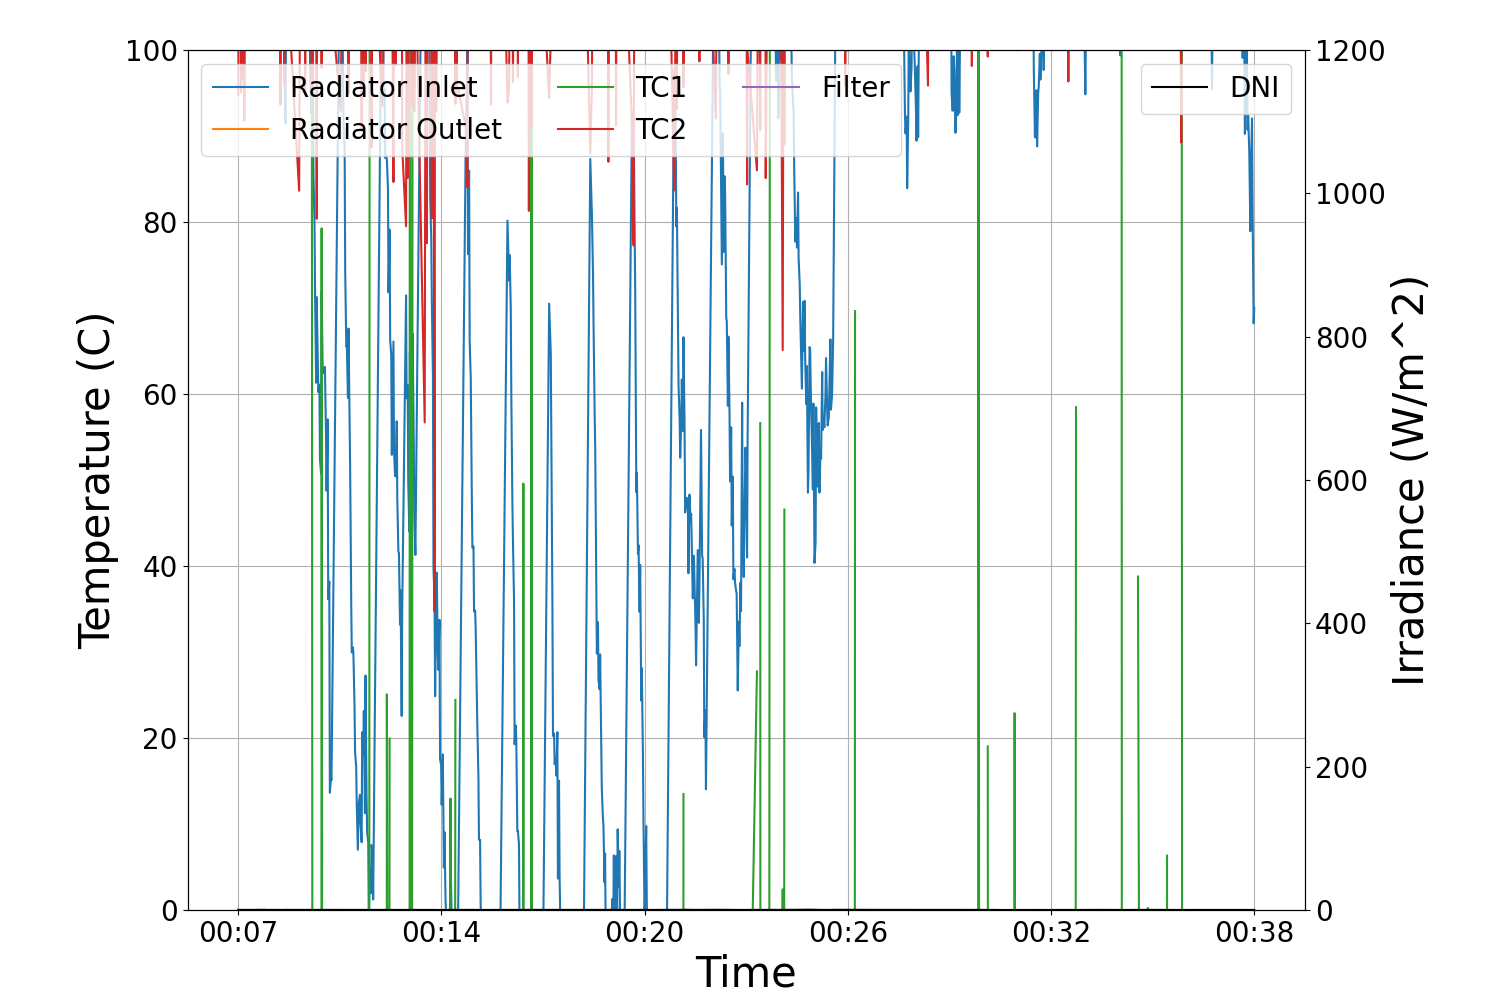 100
80
60
40
20
0
Temperature (C)
Radiator Inlet
Radiator Outlet
TC1
TC2
Filter
DNI
1200
1000
800
600
400
200
0
Irradiance (W/m^2)
00:07 00:14 00:20 00:26 00:32 00:38
Time